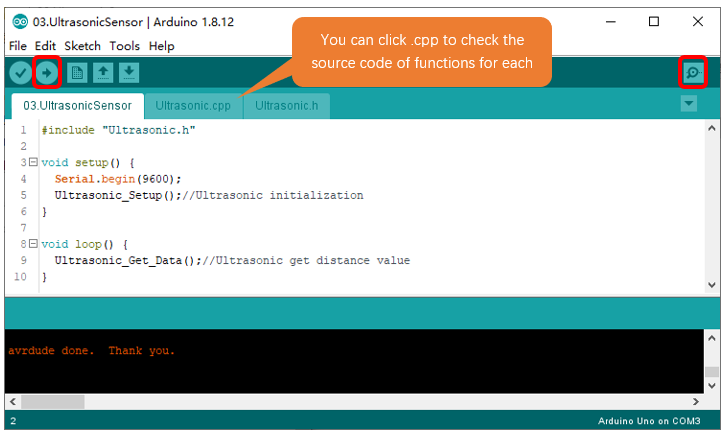 03.UltrasonicSensor | Arduino 1.8.12
File Edit Sketch Tools Help
You can click .cpp to check the
source code of functions for each
03.UltrasonicSensor Ultrasonic.cpp Ultrasonic.h
1 #include "Ultrasonic.h"
2
3 void setup() {
4 Serial.begin(9600);
5 Ultrasonic_Setup();//Ultrasonic initialization
6 }
7
8 void loop() {
9 Ultrasonic_Get_Data();//Ultrasonic get distance value
10 }
avrdude done.  Thank you.
2 Arduino Uno on COM3